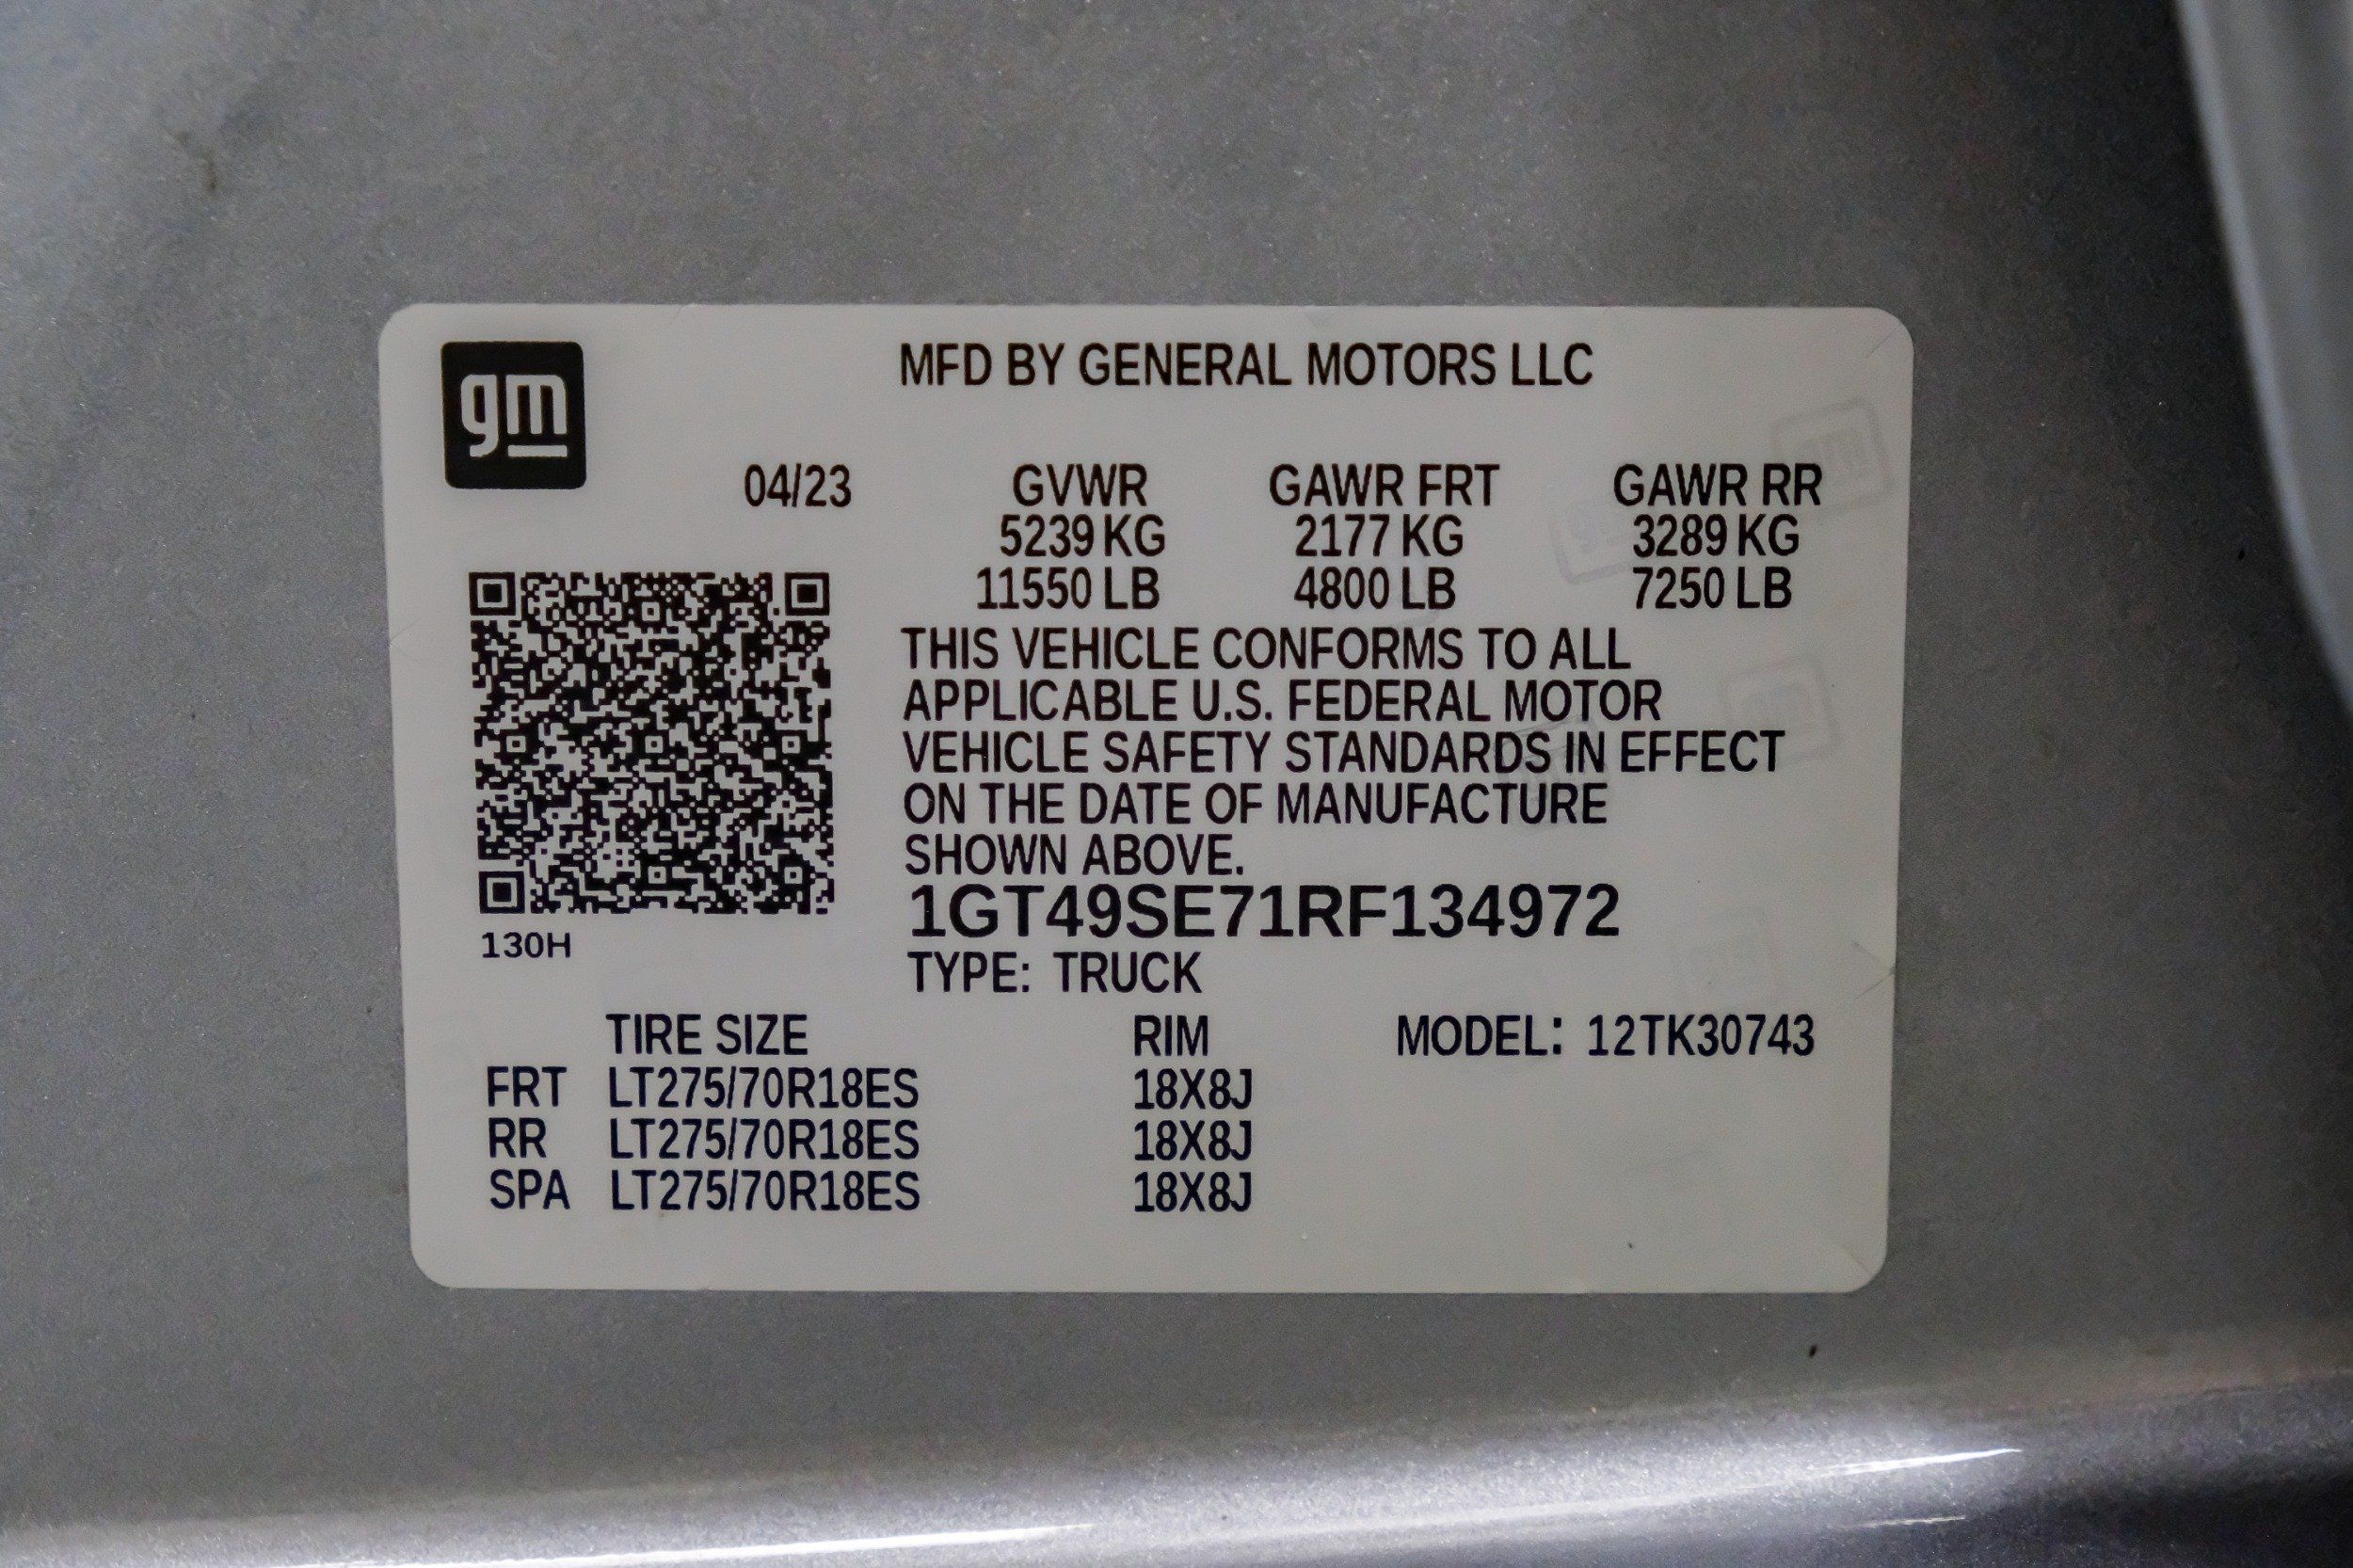 gm
MFD BY GENERAL MOTORS LLC
04/23 GVWR GAWR FRT GAWR RR
5239 KG 2177 KG 3289 KG
11550 LB 4800 LB 7250 LB
THIS VEHICLE CONFORMS TO ALL
APPLICABLE U.S. FEDERAL MOTOR
VEHICLE SAFETY STANDARDS IN EFFECT
ON THE DATE OF MANUFACTURE
SHOWN ABOVE.
1GT49SE71RF134972
130H
TYPE: TRUCK
TIRE SIZE RIM MODEL: 12TK30743
FRT LT275/70R18ES 18X8J
RR LT275/70R18ES 18X8J
SPA LT275/70R18ES 18X8J